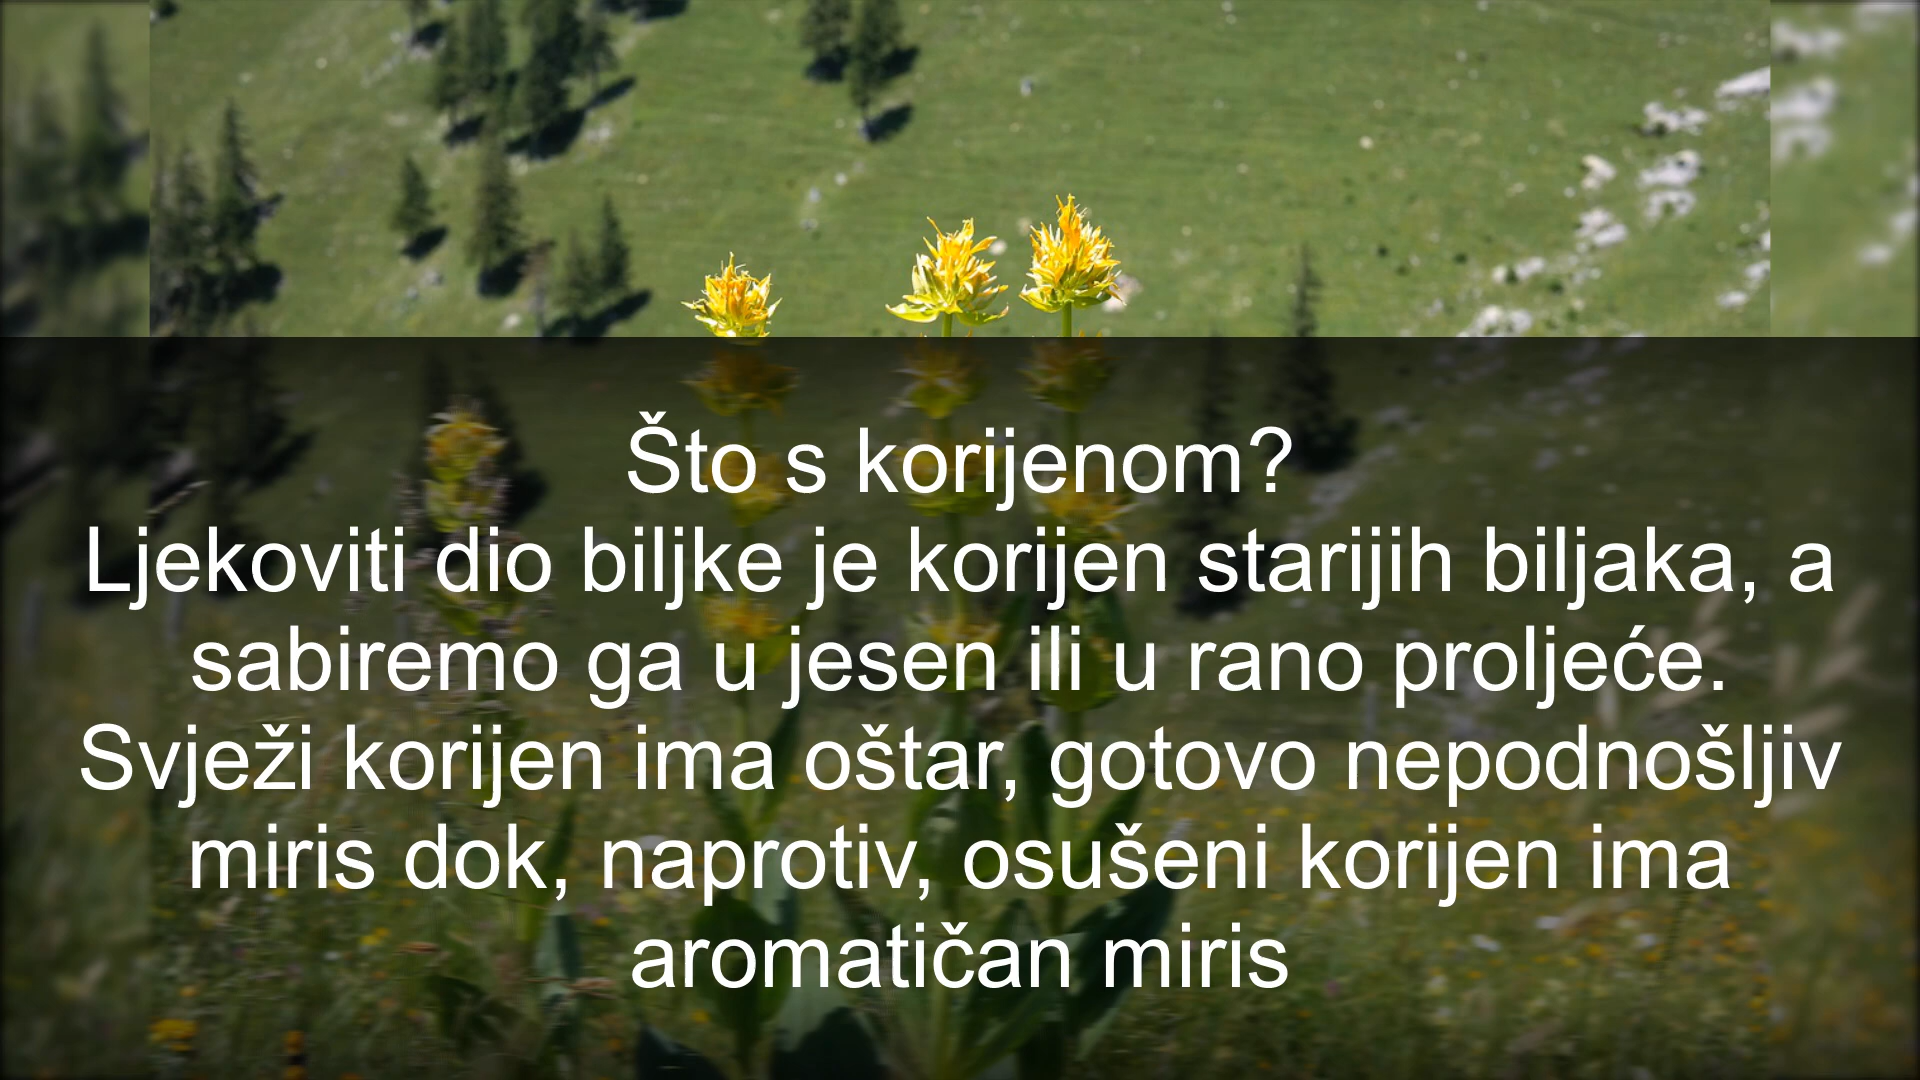 Što s korijenom?
Ljekoviti dio biljke je korijen starijih biljaka, a
sabiremo ga u jesen ili u rano proljeće.
Svježi korijen ima oštar, gotovo nepodnošljiv
miris dok, naprotiv, osušeni korijen ima
aromatičan miris